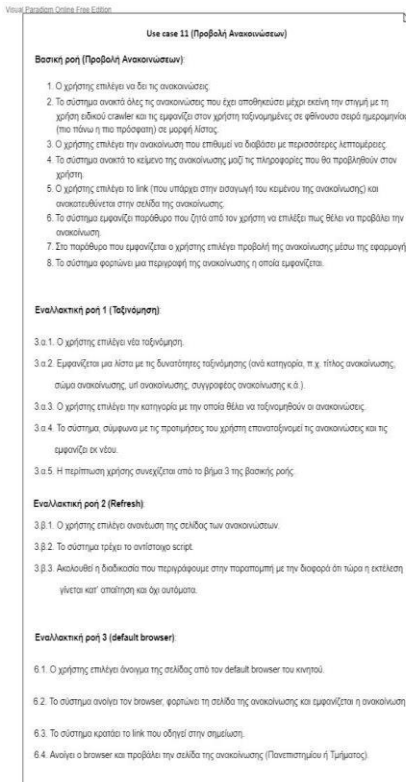 Visual Paradigm Online Free Edition
Use case 11 (Προβολή Ανακοινώσεων)
Βασική ροή (Προβολή Ανακοινώσεων):
1. Ο χρήστης επιλέγει να δει τις ανακοινώσεις.
2. Το σύστημα ανακτά όλες τις ανακοινώσεις που έχει αποθηκεύσει μέχρι εκείνη την στιγμή με τη
χρήση ειδικού crawler και τις εμφανίζει στον χρήστη ταξινομημένες σε φθίνουσα σειρά ημερομηνίας
(πιο πάνω η πιο πρόσφατη) σε μορφή λίστας.
3. Ο χρήστης επιλέγει την ανακοίνωση που επιθυμεί να διαβάσει με περισσότερες λεπτομέρειες.
4. Το σύστημα ανακτά το κείμενο της ανακοίνωσης μαζί τις πληροφορίες που θα προβληθούν στον
χρήστη.
5. Ο χρήστης επιλέγει το link (που υπάρχει στην εισαγωγή του κειμένου της ανακοίνωσης) και
ανακατευθύνεται στην σελίδα της ανακοίνωσης.
6. Το σύστημα εμφανίζει παράθυρο που ζητά από τον χρήστη να επιλέξει πως θέλει να προβάλει την
ανακοίνωση.
7. Στο παράθυρο που εμφανίζεται ο χρήστης επιλέγει προβολή της ανακοίνωσης μέσω της εφαρμογή
8. Το σύστημα φορτώνει μια περιγραφή της ανακοίνωσης η οποία εμφανίζεται.
Εναλλακτική ροή 1 (Ταξινόμηση):
3.α.1. Ο χρήστης επιλέγει νέα ταξινόμηση.
3.α.2. Εμφανίζεται μια λίστα με τις δυνατότητες ταξινόμησης (ανά κατηγορία, π.χ. τίτλος ανακοίνωσης,
σώμα ανακοίνωσης, url ανακοίνωσης, συγγραφέας ανακοίνωσης κ.ά.).
3.α.3. Ο χρήστης επιλέγει την κατηγορία με την οποία θέλει να ταξινομηθούν οι ανακοινώσεις.
3.α.4. Το σύστημα, σύμφωνα με τις προτιμήσεις του χρήστη επαναταξινομεί τις ανακοινώσεις και τις
εμφανίζει εκ νέου.
3.α.5. Η περίπτωση χρήσης συνεχίζεται από το βήμα 3 της βασικής ροής.
Εναλλακτική ροή 2 (Refresh):
3.β.1. Ο χρήστης επιλέγει ανανέωση της σελίδας των ανακοινώσεων.
3.β.2. Το σύστημα τρέχει το αντίστοιχο script.
3.β.3. Ακολουθεί η διαδικασία που περιγράφουμε στην παραπομπή με την διαφορά ότι τώρα η εκτέλεση
γίνεται κατ' απαίτηση και όχι αυτόματα.
Εναλλακτική ροή 3 (default browser):
6.1. Ο χρήστης επιλέγει άνοιγμα της σελίδας από τον default browser του κινητού.
6.2. Το σύστημα ανοίγει τον browser, φορτώνει τη σελίδα της ανακοίνωσης και εμφανίζεται η ανακοίνωση
6.3. Το σύστημα κρατάει το link που οδηγεί στην σημείωση.
6.4. Ανοίγει ο browser και προβάλει την σελίδα της ανακοίνωσης (Πανεπιστημίου ή Τμήματος).